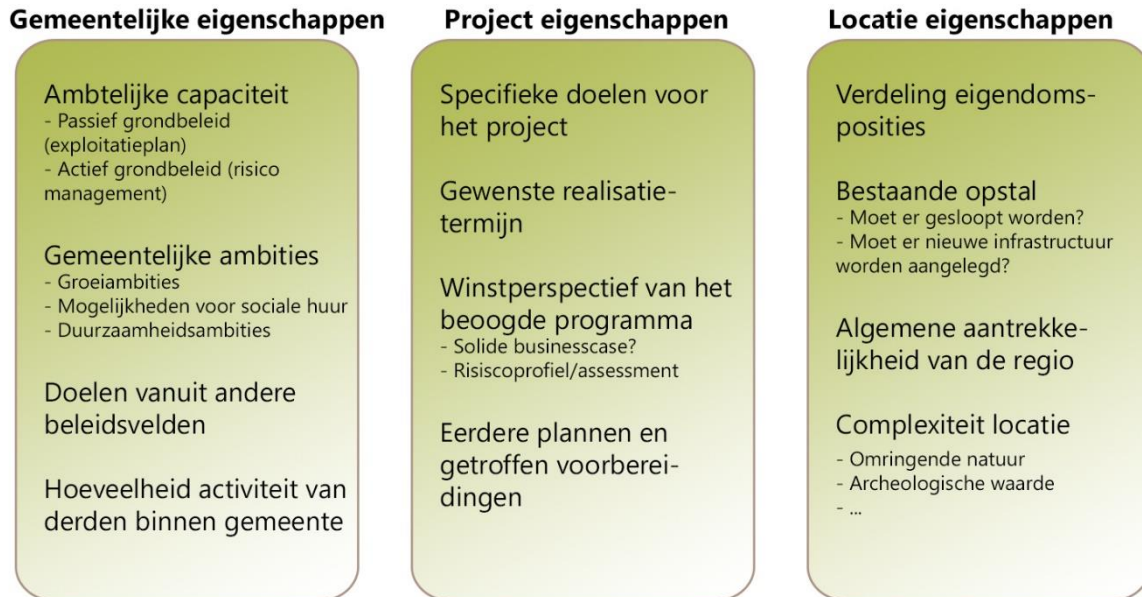 Gemeentelijke eigenschappen
Ambtelijke capaciteit
- Passief grondbeleid
(exploitatieplan)
- Actief grondbeleid (risico
management)
Gemeentelijke ambities
- Groeiambities
- Mogelijkheden voor sociale huur
- Duurzaamheidsambities
Doelen vanuit andere
beleidsvelden
Hoeveelheid activiteit van
derden binnen gemeente
Project eigenschappen
Specifieke doelen voor
het project
Gewenste realisatie-
termijn
Winstperspectief van het
beoogde programma
- Solide businesscase?
- Risiscoprofiel/assessment
Eerdere plannen en
getroffen voorberei-
dingen
Locatie eigenschappen
Verdeling eigendoms-
posities
Bestaande opstal
- Moet er gesloopt worden?
- Moet er nieuwe infrastructuur
worden aangelegd?
Algemene aantrekke-
lijkheid van de regio
Complexiteit locatie
- Omringende natuur
- Archeologische waarde
- ...